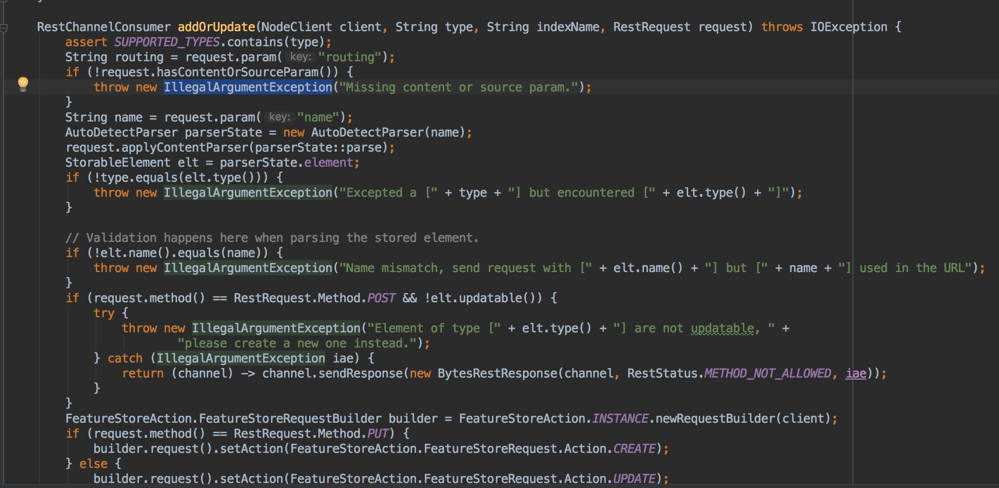 }
RestChannelConsumer addOrUpdate(NodeClient client, String type, String indexName, RestRequest request) throws IOException {
assert SUPPORTED_TYPES.contains(type);
String routing = request.param( key: "routing");
if (!request.hasContentOrSourceParam()) {
throw new IllegalArgumentException("Missing content or source param.");
}
String name = request.param( key: "name");
AutoDetectParser parserState = new AutoDetectParser(name);
request.applyContentParser(parserState::parse);
StorableElement elt = parserState.element;
if (!type.equals(elt.type())) {
throw new IllegalArgumentException("Excepted a [" + type + "] but encountered [" + elt.type() + "]");
}
// Validation happens here when parsing the stored element.
if (!elt.name().equals(name)) {
throw new IllegalArgumentException("Name mismatch, send request with [" + elt.name() + "] but [" + name + "] used in the URL");
}
if (request.method() == RestRequest.Method.POST && !elt.updatable()) {
try {
throw new IllegalArgumentException("Element of type [" + elt.type() + "] are not updatable, " +
"please create a new one instead.");
} catch (IllegalArgumentException iae) {
return (channel) -> channel.sendResponse(new BytesRestResponse(channel, RestStatus.METHOD_NOT_ALLOWED, iae));
}
}
FeatureStoreAction.FeatureStoreRequestBuilder builder = FeatureStoreAction.INSTANCE.newRequestBuilder(client);
if (request.method() == RestRequest.Method.PUT) {
builder.request().setAction(FeatureStoreAction.FeatureStoreRequest.Action.CREATE);
} else {
builder.request().setAction(FeatureStoreAction.FeatureStoreRequest.Action.UPDATE);